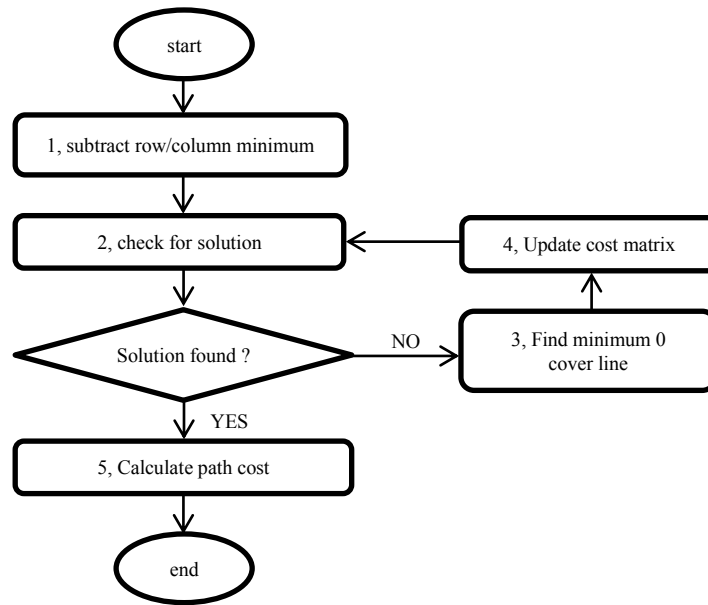 start
1, subtract row/column minimum
2, check for solution
4, Update cost matrix
Solution found ?
NO
3, Find minimum 0
cover line
YES
5, Calculate path cost
end